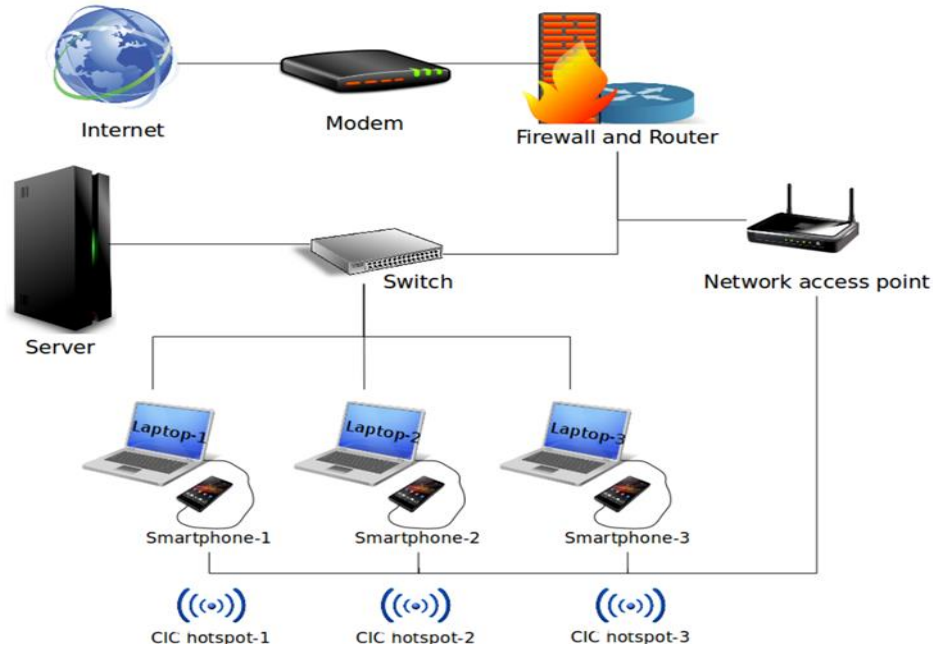 Internet
Modem
Firewall and Router
Server
Switch
Network access point
Laptop-1
Laptop-2
Laptop-3
Smartphone-1
Smartphone-2
Smartphone-3
CIC hotspot-1
CIC hotspot-2
CIC hotspot-3